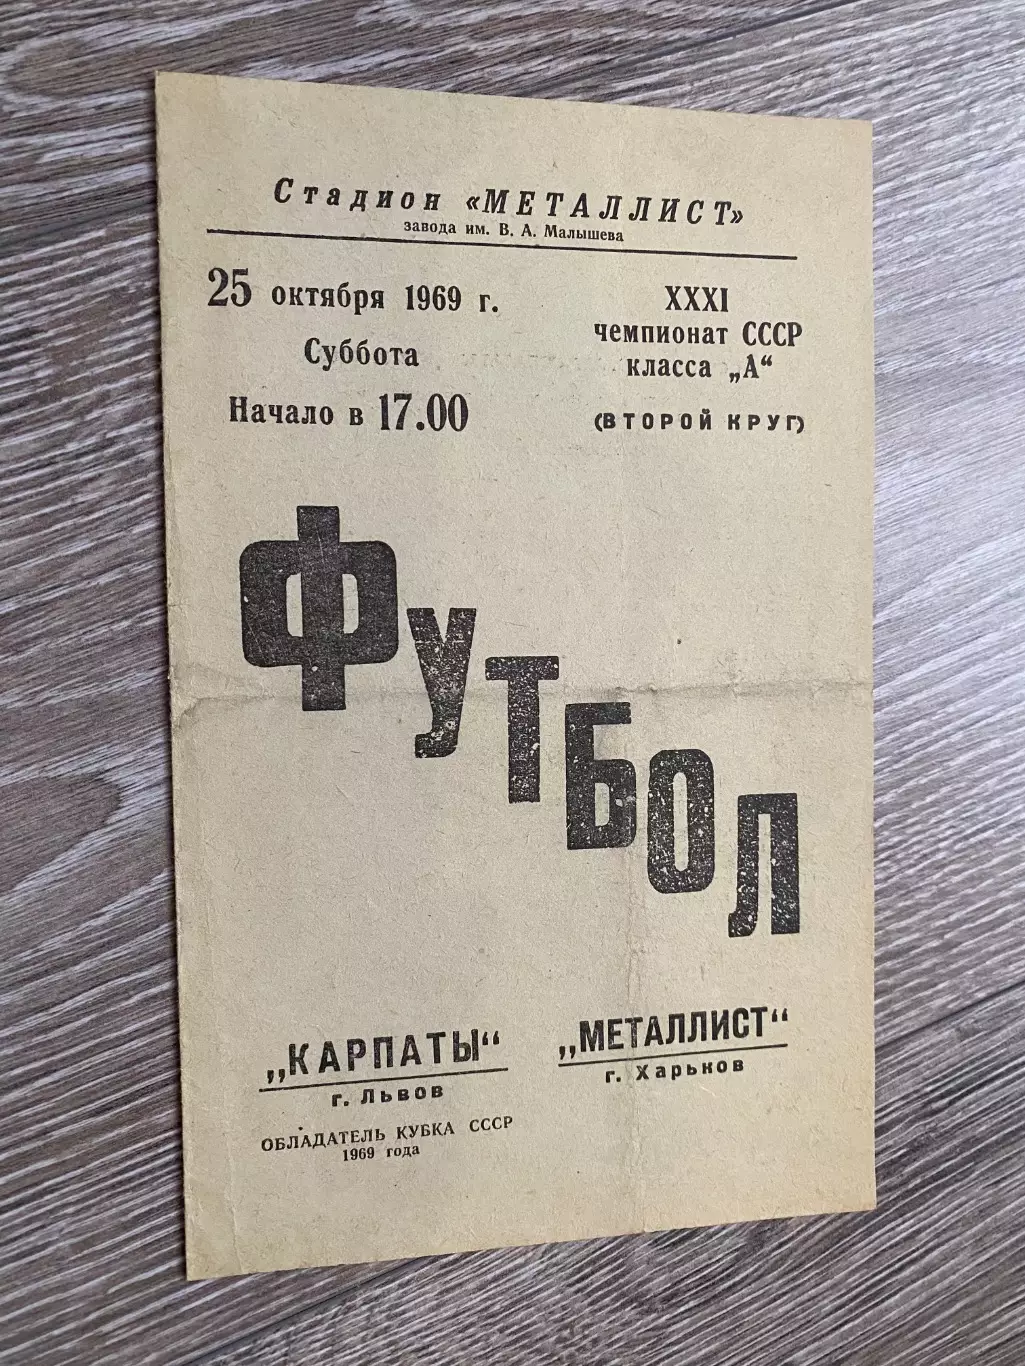 Стадион «МЕТАЛЛИСТ»
завода им. В. А. Малышева
25 октября 1969 г.
Суббота
Начало в 17.00
XXXI
чемпионат СССР
класса „А“
(ВТОРОЙ КРУГ)
ФУТБОЛ
„КАРПАТЫ“
г. Львов
ОБЛАДАТЕЛЬ КУБКА СССР
1969 года
„МЕТАЛЛИСТ“
г. Харьков